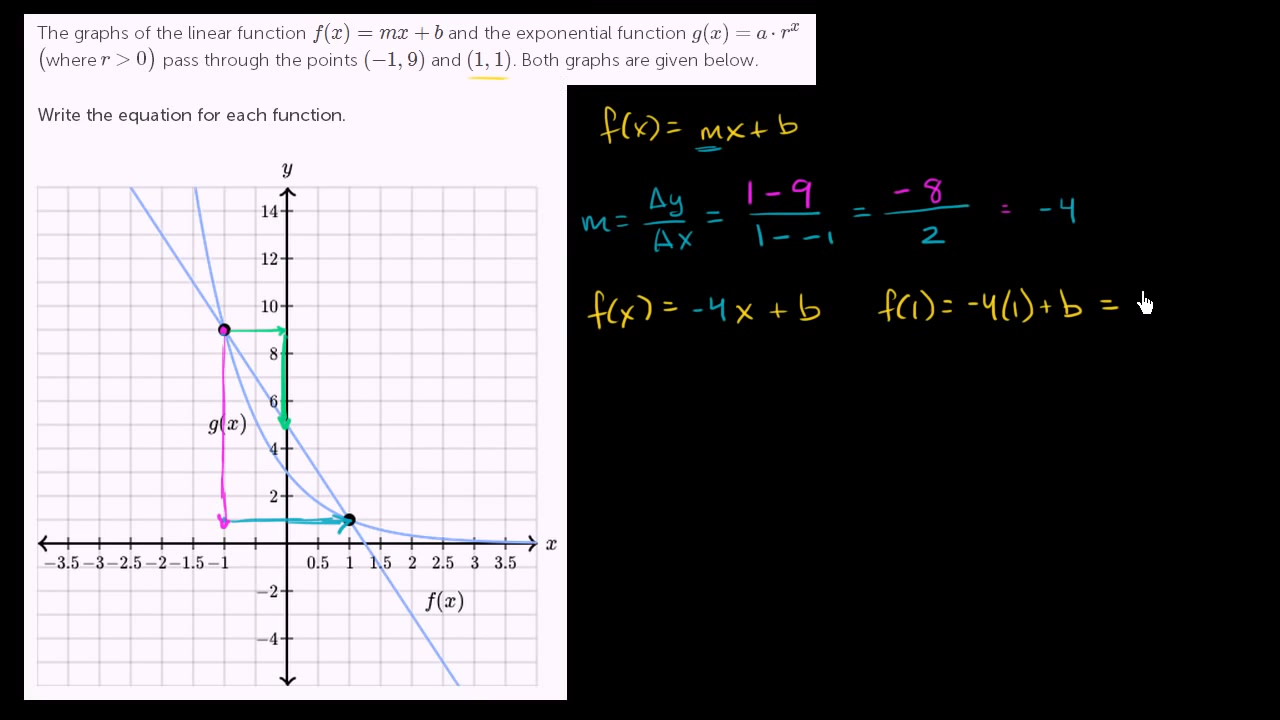 The graphs of the linear function f(x) = mx + b and the exponential function g(x) = a · r^x
(where r > 0) pass through the points (−1, 9) and (1, 1). Both graphs are given below.
Write the equation for each function.
f(x) = mx + b
m = Δy/Δx = 1 - 9/1 - -1 = -8/2 = -4
f(x) = -4x + b
f(1) = -4(1) + b =
y
14
12
10
8
6
4
2
−2
−4
−3.5 −3 −2.5 −2 −1.5 −1 0.5 1 1.5 2 2.5 3 3.5
x
g(x)
f(x)